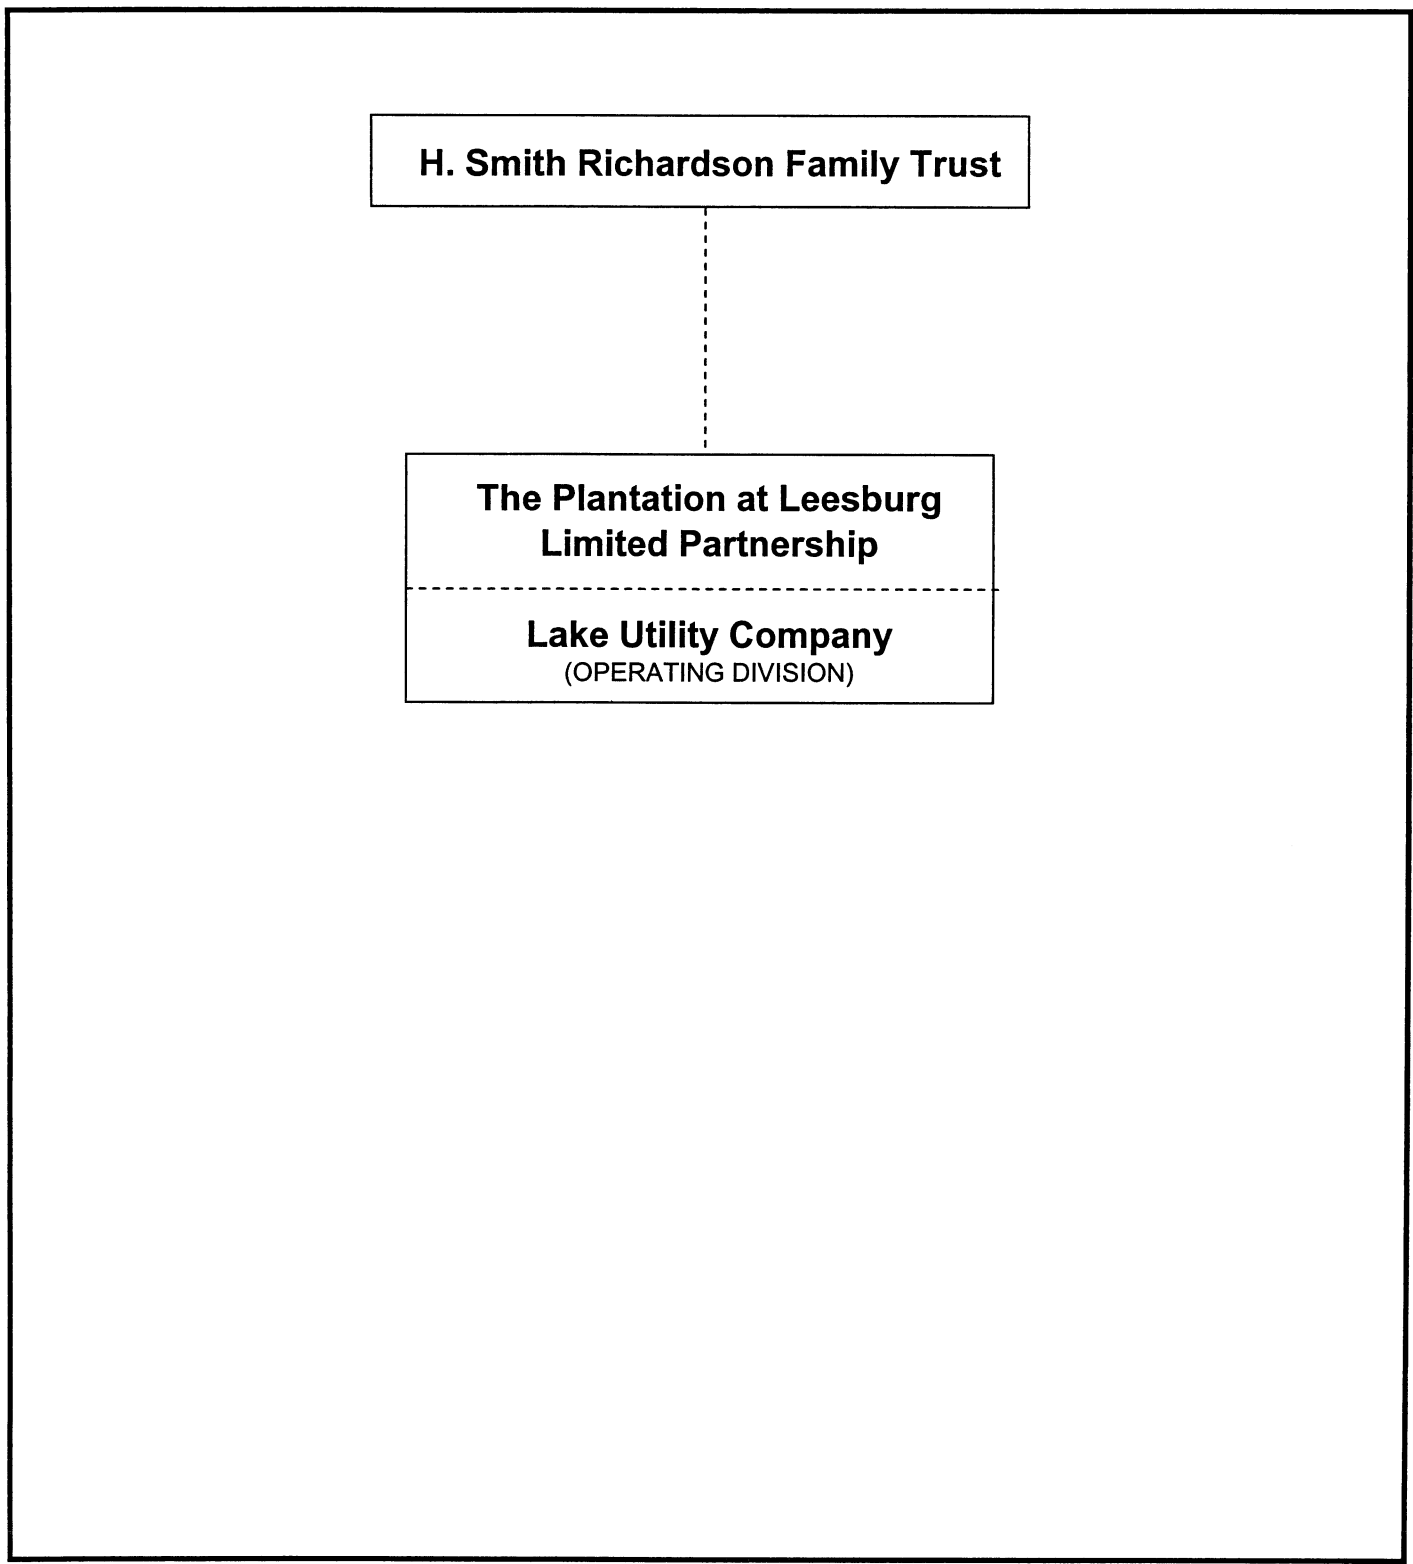 H. Smith Richardson Family Trust
The Plantation at Leesburg
Limited Partnership
Lake Utility Company
(OPERATING DIVISION)